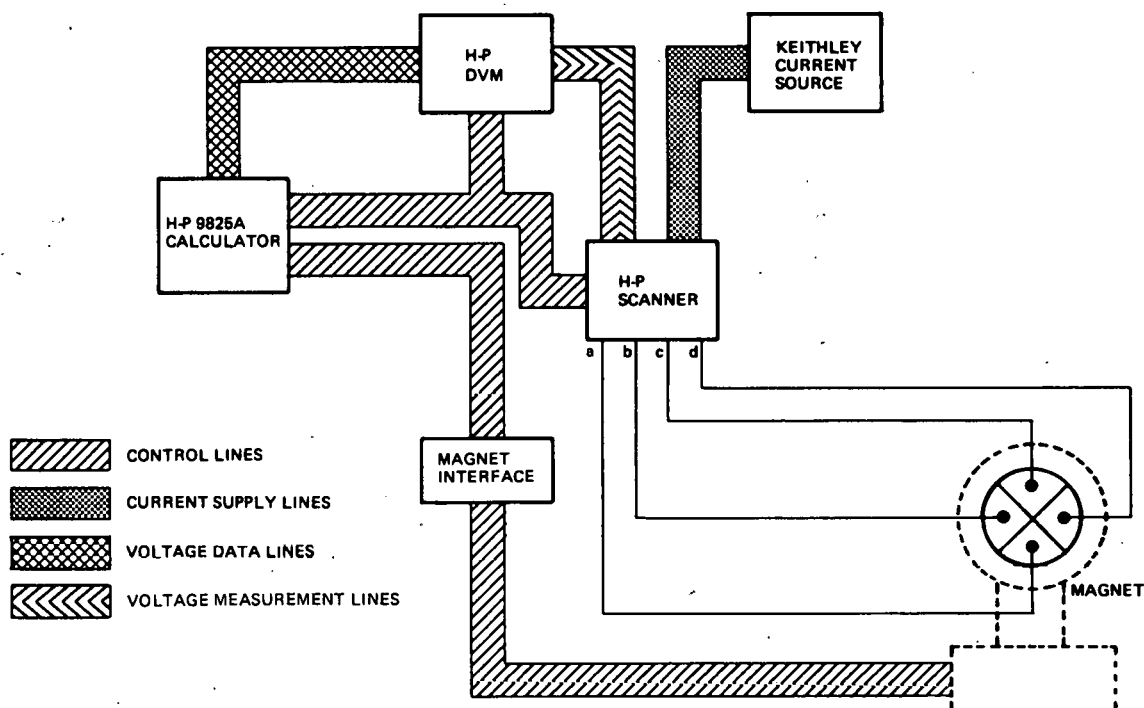 H-P
DVM
KEITHLEY
CURRENT
SOURCE
H-P 9825A
CALCULATOR
H-P
SCANNER
a b c d
CONTROL LINES
MAGNET
INTERFACE
CURRENT SUPPLY LINES
VOLTAGE DATA LINES
VOLTAGE MEASUREMENT LINES
MAGNET